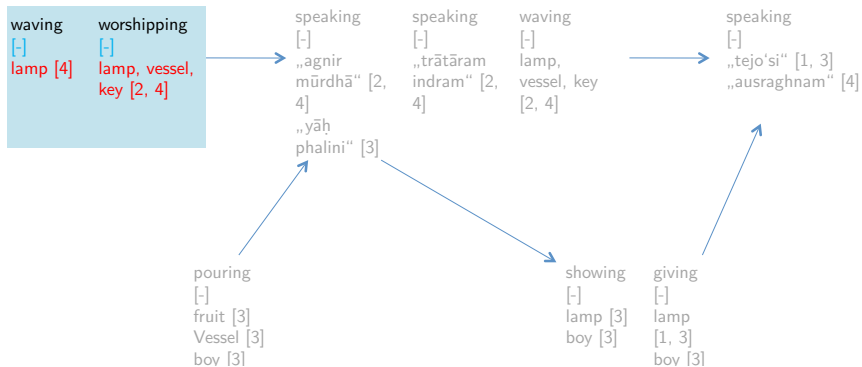 waving
[-]
lamp [4]
worshipping
[-]
lamp, vessel,
key [2, 4]
speaking
[-]
„agnir
mūrdhā“ [2,
4]
„yāḥ
phalini“ [3]
speaking
[-]
„trātāram
indram“ [2,
4]
waving
[-]
lamp,
vessel, key
[2, 4]
speaking
[-]
„tejo‘si“ [1, 3]
„ausraghnam“ [4]
pouring
[-]
fruit [3]
Vessel [3]
boy [3]
showing
[-]
lamp [3]
boy [3]
giving
[-]
lamp
[1, 3]
boy [3]